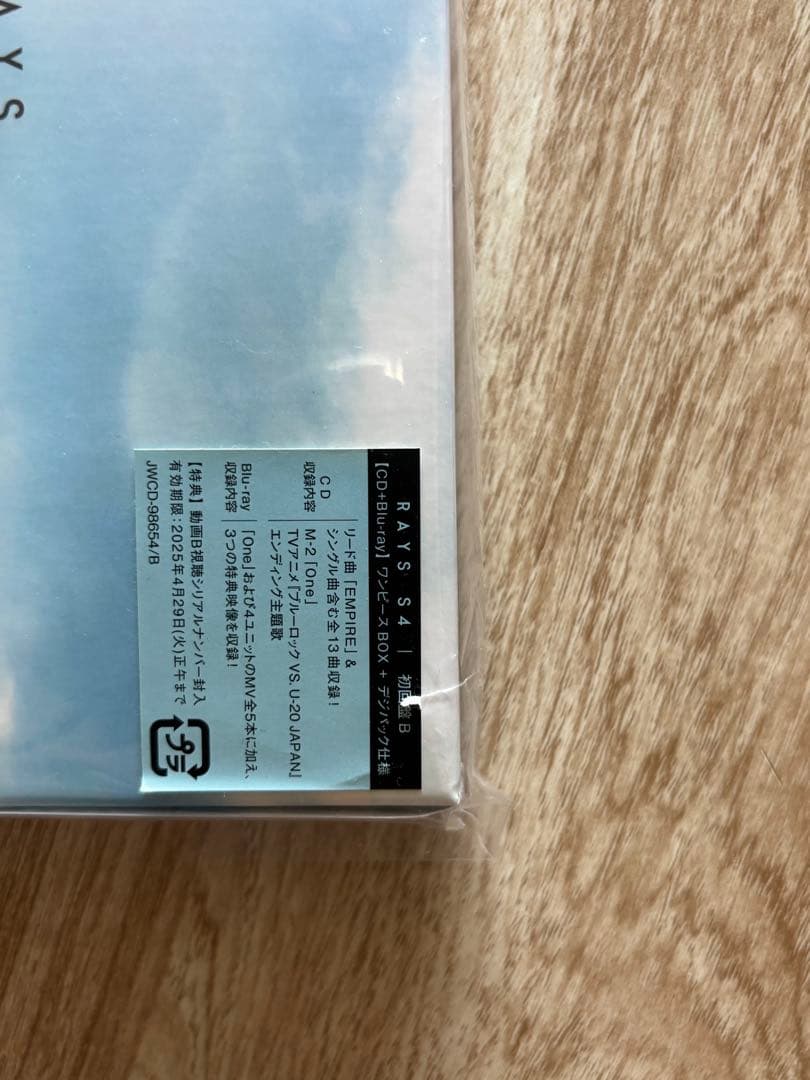 AYS
RAYS S4 | 初回盤B
【CD+Blu-ray】ワンピースBOX + デジパック仕様
CD
収録内容
リード曲「EMPIRE」&
シングル曲含む全13曲収録!
M-2「One」
TVアニメ『ブルーロック VS. U-20 JAPAN』
エンディング主題歌
Blu-ray
収録内容
「One」および4ユニットのMV全5本に加え、
3つの特典映像を収録!
【特典】動画B視聴シリアルナンバー封入
有効期限:2025年4月29日(火)正午まで
JWCD-98654/B
プラ